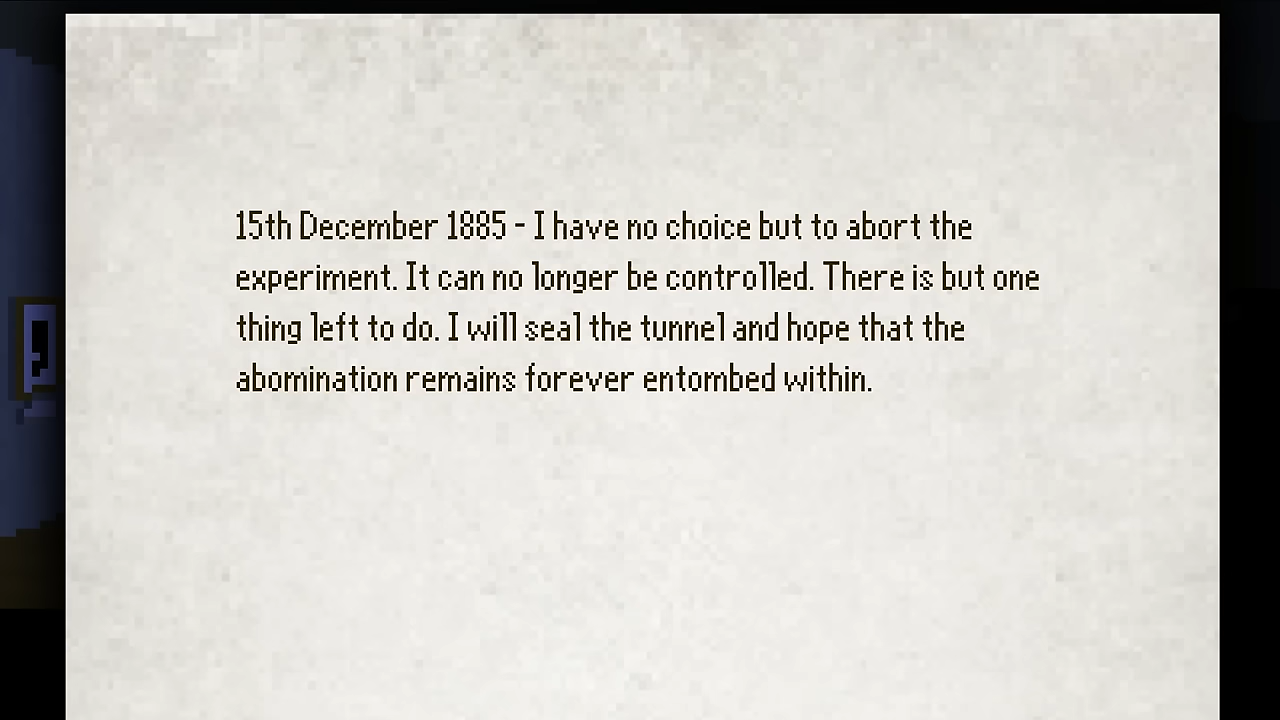 15th December 1885 - I have no choice but to abort the
experiment. It can no longer be controlled. There is but one
thing left to do. I will seal the tunnel and hope that the
abomination remains forever entombed within.